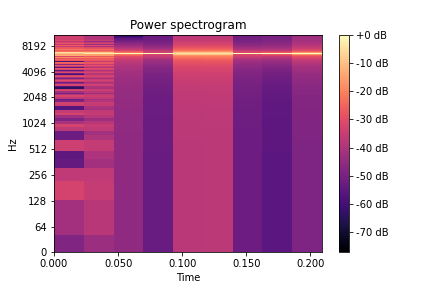 Power spectrogram
Hz
8192
4096
2048
1024
512
256
128
64
0
0.000
0.050
0.100
0.150
0.200
Time
+0 dB
-10 dB
-20 dB
-30 dB
-40 dB
-50 dB
-60 dB
-70 dB